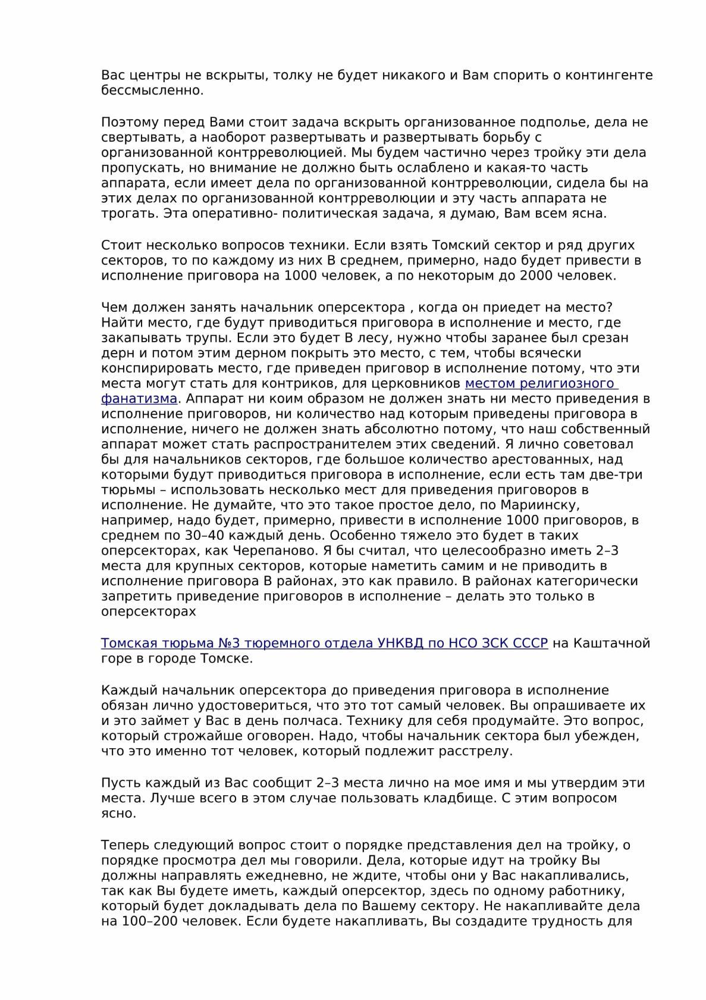 Вас центры не вскрыты, толку не будет никакого и Вам спорить о контингенте
бессмысленно.
Поэтому перед Вами стоит задача вскрыть организованное подполье, дела не
свертывать, а наоборот развертывать и развертывать борьбу с
организованной контрреволюцией. Мы будем частично через тройку эти дела
пропускать, но внимание не должно быть ослаблено и какая-то часть
аппарата, если имеет дела по организованной контрреволюции, сидела бы на
этих делах по организованной контрреволюции и эту часть аппарата не
трогать. Эта оперативно- политическая задача, я думаю, Вам всем ясна.
Стоит несколько вопросов техники. Если взять Томский сектор и ряд других
секторов, то по каждому из них В среднем, примерно, надо будет привести в
исполнение приговора на 1000 человек, а по некоторым до 2000 человек.
Чем должен занять начальник оперсектора , когда он приедет на место?
Найти место, где будут приводиться приговора в исполнение и место, где
закапывать трупы. Если это будет В лесу, нужно чтобы заранее был срезан
дерн и потом этим дерном покрыть это место, с тем, чтобы всячески
конспирировать место, где приведен приговор в исполнение потому, что эти
места могут стать для контриков, для церковников местом религиозного
фанатизма. Аппарат ни коим образом не должен знать ни место приведения в
исполнение приговоров, ни количество над которым приведены приговора в
исполнение, ничего не должен знать абсолютно потому, что наш собственный
аппарат может стать распространителем этих сведений. Я лично советовал
бы для начальников секторов, где большое количество арестованных, над
которыми будут приводиться приговора в исполнение, если есть там две-три
тюрьмы – использовать несколько мест для приведения приговоров в
исполнение. Не думайте, что это такое простое дело, по Мариинску,
например, надо будет, примерно, привести в исполнение 1000 приговоров, в
среднем по 30–40 каждый день. Особенно тяжело это будет в таких
оперсекторах, как Черепаново. Я бы считал, что целесообразно иметь 2–3
места для крупных секторов, которые наметить самим и не приводить в
исполнение приговора В районах, это как правило. В районах категорически
запретить приведение приговоров в исполнение – делать это только в
оперсекторах
Томская тюрьма №3 тюремного отдела УНКВД по НСО ЗСК СССР на Каштачной
горе в городе Томске.
Каждый начальник оперсектора до приведения приговора в исполнение
обязан лично удостовериться, что это тот самый человек. Вы опрашиваете их
и это займет у Вас в день полчаса. Технику для себя продумайте. Это вопрос,
который строжайше оговорен. Надо, чтобы начальник сектора был убежден,
что это именно тот человек, который подлежит расстрелу.
Пусть каждый из Вас сообщит 2–3 места лично на мое имя и мы утвердим эти
места. Лучше всего в этом случае пользовать кладбище. С этим вопросом
ясно.
Теперь следующий вопрос стоит о порядке представления дел на тройку, о
порядке просмотра дел мы говорили. Дела, которые идут на тройку Вы
должны направлять ежедневно, не ждите, чтобы они у Вас накапливались,
так как Вы будете иметь, каждый оперсектор, здесь по одному работнику,
который будет докладывать дела по Вашему сектору. Не накапливайте дела
на 100–200 человек. Если будете накапливать, Вы создадите трудность для